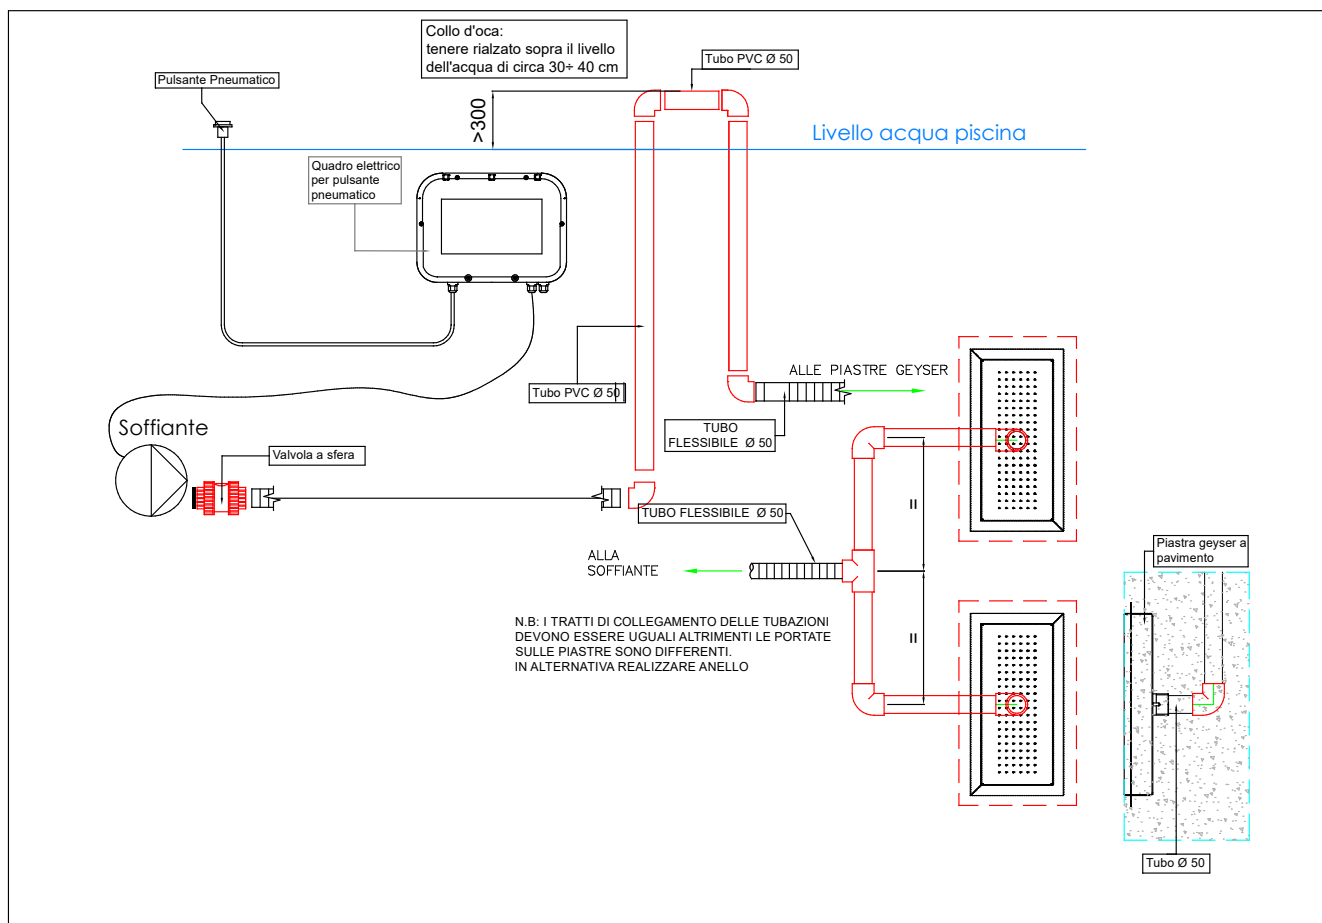 Collo d'oca:
tenere rialzato sopra il livello
dell'acqua di circa 30÷ 40 cm
Tubo PVC Ø 50
Pulsante Pneumatico
>300
Livello acqua piscina
Quadro elettrico
per pulsante
pneumatico
ALLE PIASTRE GEYSER
Tubo PVC Ø 50
TUBO
FLESSIBILE Ø 50
Soffiante
Valvola a sfera
TUBO FLESSIBILE Ø 50
=
ALLA
SOFFIANTE
Piastra geyser a
pavimento
N.B: I TRATTI DI COLLEGAMENTO DELLE TUBAZIONI
DEVONO ESSERE UGUALI ALTRIMENTI LE PORTATE
SULLE PIASTRE SONO DIFFERENTI.
IN ALTERNATIVA REALIZZARE ANELLO
=
Tubo Ø 50